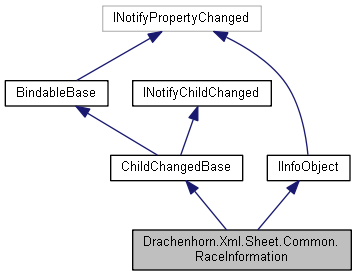 INotifyPropertyChanged
BindableBase
INotifyChildChanged
ChildChangedBase
IInfoObject
Drachenhorn.Xml.Sheet.Common.
RaceInformation